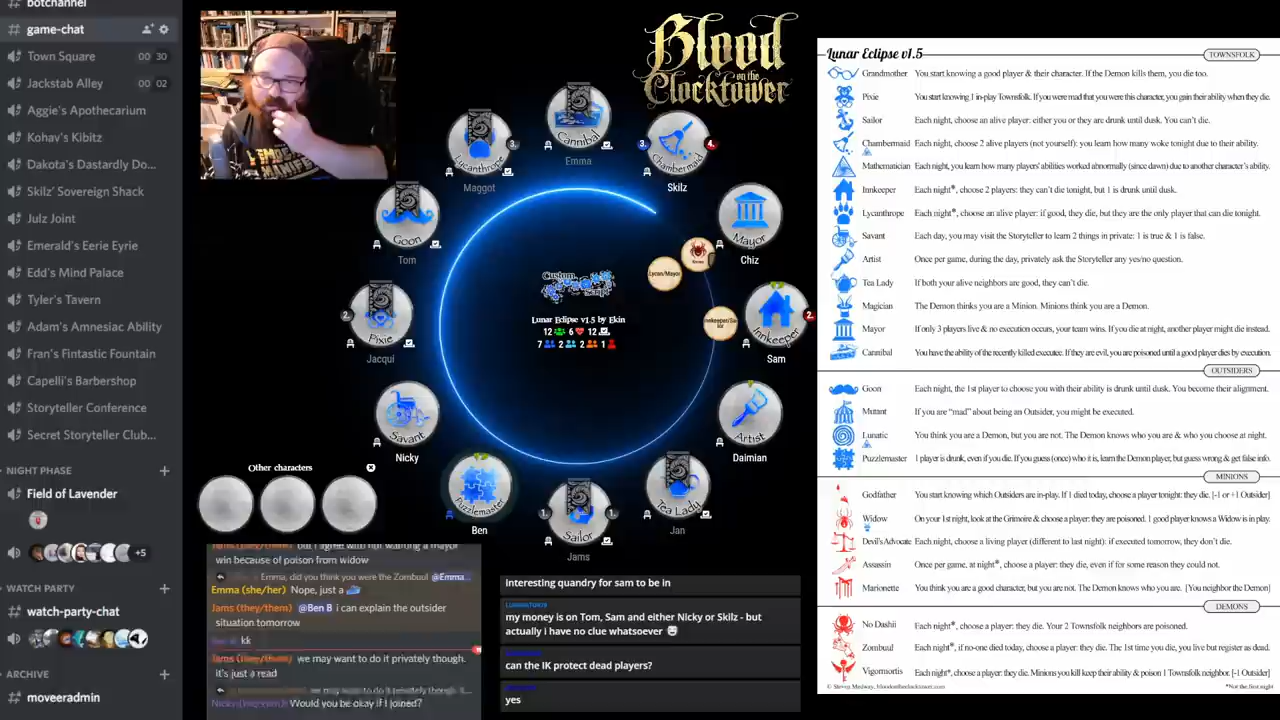 botchannel
# game-chat
Town Square 00 30
00 02
Kohav's Kibitz
Dakota's Dastardly Do...
Skilz' Sovereign Shack
Julz Joint
Emerald's Eerie Eyrie
Edd's Mind Palace
Tyler's Tavern
Adam's Amnesiac Ability
Ian's Fintastic Fountain
Capelli's Barbershop
Storyteller Conference
Secret Storyteller Club...
NIGHT PHASE
Field of Lavender
+5
WATCH PARTY
watch-party-chat
ARCHIVE
moveradmin
Blood
on the
Clocktower
Lycanthrope
Maggot
Cannibal
Emma
Chambermaid
Skilz
Goon
Tom
Mayor
Chiz
Pixie
Jacqui
Innkeeper
Sam
Savant
Nicky
Artist
Daimian
Puzzlemaster
Ben
Sailor
Jams
Tea Lady
Jan
Lycan/Mayor
Custom
Script
Lunar Eclipse v1.5 by Ekin
12 6 12
7 2 2 1
Other characters
Jams (they/them) but I agree with not wanting a mayor
win because of poison from widow
Emma, did you think you were the Zombuul @Emma...
Emma (she/her) Nope, just a
Jams (they/them) @Ben B i can explain the outsider
situation tomorrow
kk
Jams (they/them) we may want to do it privately though.
it's just a read
we may want to do it privately t...
Would you be okay if I joined?
Interesting quandry for sam to be in
my money is on Tom, Sam and either Nicky or Skilz - but
actually i have no clue whatsoever
can the IK protect dead players?
yes
Lunar Eclipse v1.5
TOWNSFOLK
Grandmother You start knowing a good player & their character. If the Demon kills them, you die too.
Pixie You start knowing 1 in-play Townsfolk. If you were mad that you were this character, you gain their ability when they die.
Sailor Each night, choose an alive player: either you or they are drunk until dusk. You can't die.
Chambermaid Each night, choose 2 alive players (not yourself): you learn how many woke tonight due to their ability.
Mathematician Each night, you learn how many players' abilities worked abnormally (since dawn) due to another character's ability.
Innkeeper Each night*, choose 2 players: they can't die tonight, but 1 is drunk until dusk.
Lycanthrope Each night*, choose an alive player: if good, they die, but they are the only player that can die tonight.
Savant Each day, you may visit the Storyteller to learn 2 things in private: 1 is true & 1 is false.
Artist Once per game, during the day, privately ask the Storyteller any yes/no question.
Tea Lady If both your alive neighbors are good, they can't die.
Magician The Demon thinks you are a Minion. Minions think you are a Demon.
Mayor If only 3 players live & no execution occurs, your team wins. If you die at night, another player might die instead.
Cannibal You have the ability of the recently killed executee. If they are evil, you are poisoned until a good player dies by execution.
OUTSIDERS
Goon Each night, the 1st player to choose you with their ability is drunk until dusk. You become their alignment.
Mutant If you are "mad" about being an Outsider, you might be executed.
Lunatic You think you are a Demon, but you are not. The Demon knows who you are & who you choose at night.
Puzzlemaster 1 player is drunk, even if you die. If you guess (once) who it is, learn the Demon player, but guess wrong & get false info.
MINIONS
Godfather You start knowing which Outsiders are in-play. If 1 died today, choose a player tonight: they die. [-1 or +1 Outsider]
Widow On your 1st night, look at the Grimoire & choose a player: they are poisoned. 1 good player knows a Widow is in play.
Devil's Advocate Each night, choose a living player (different to last night): if executed tomorrow, they don't die.
Assassin Once per game, at night*, choose a player: they die, even if for some reason they could not.
Marionette You think you are a good character, but you are not. The Demon knows who you are. [You neighbor the Demon]
DEMONS
No Dashii Each night*, choose a player: they die. Your 2 Townsfolk neighbors are poisoned.
Zombuul Each night*, if no-one died today, choose a player: they die. The 1st time you die, you live but register as dead.
Vigormortis Each night*, choose a player: they die. Minions you kill keep their ability & poison 1 Townsfolk neighbor. [-1 Outsider]
© Steven Medway, bloodontheclocktower.com
*Not the first night